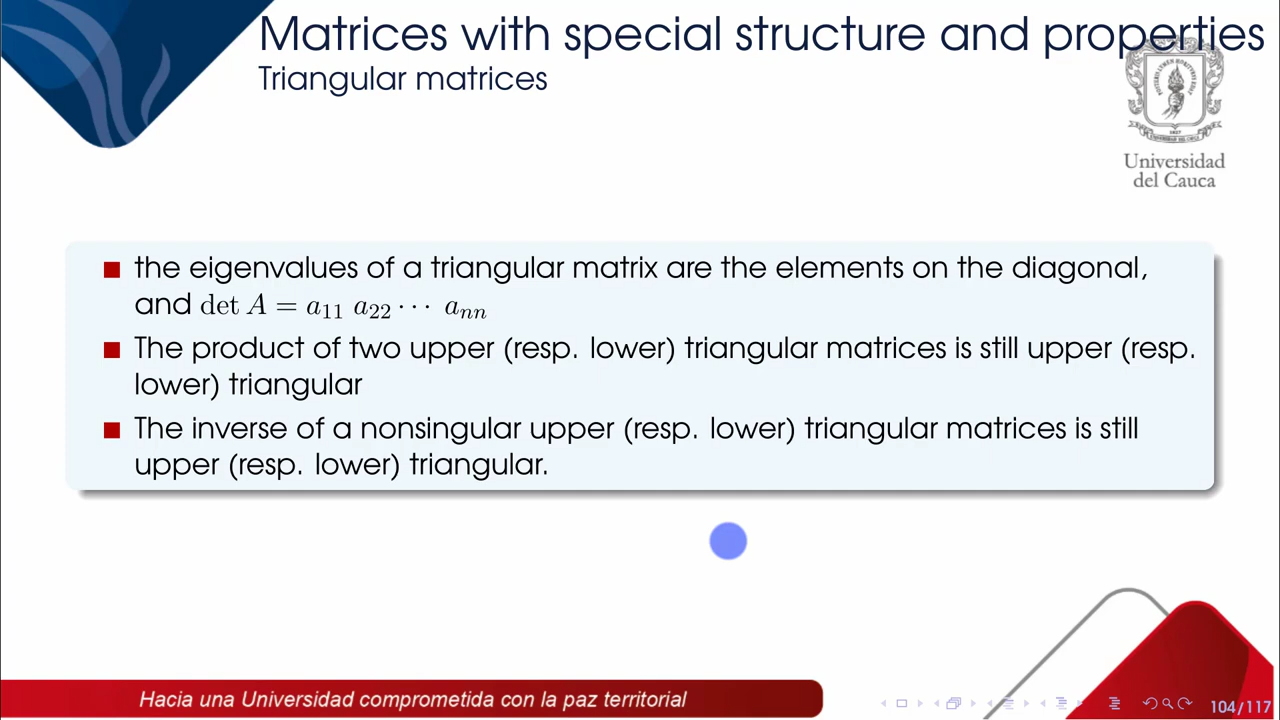 Matrices with special structure and properties
Triangular matrices
Universidad
del Cauca
the eigenvalues of a triangular matrix are the elements on the diagonal,
and det A = a₁₁ a₂₂ ⋯ aₙₙ
The product of two upper (resp. lower) triangular matrices is still upper (resp.
lower) triangular
The inverse of a nonsingular upper (resp. lower) triangular matrices is still
upper (resp. lower) triangular.
Hacia una Universidad comprometida con la paz territorial
104/117